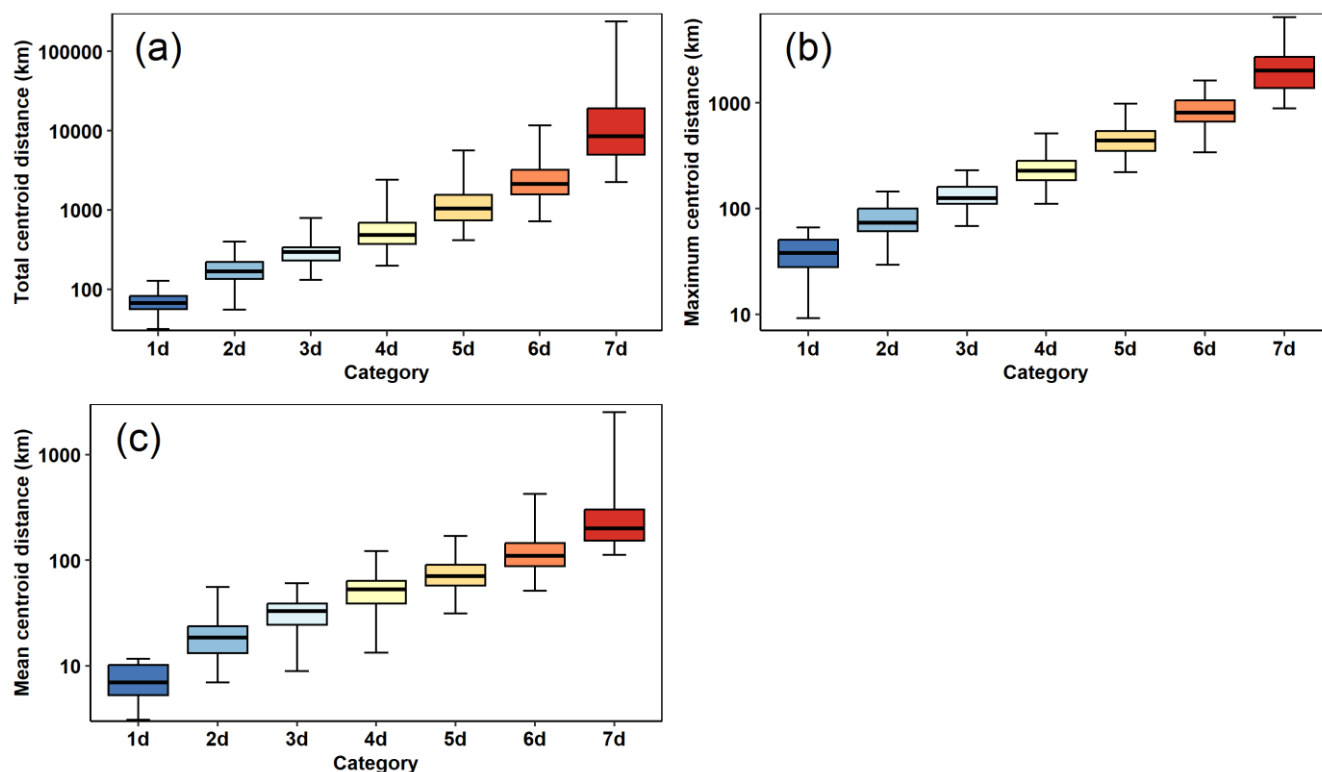 (a)
Total centroid distance (km)
100000
10000
1000
100
1d 2d 3d 4d 5d 6d 7d
Category
(b)
Maximum centroid distance (km)
1000
100
10
1d 2d 3d 4d 5d 6d 7d
Category
(c)
Mean centroid distance (km)
1000
100
10
1d 2d 3d 4d 5d 6d 7d
Category